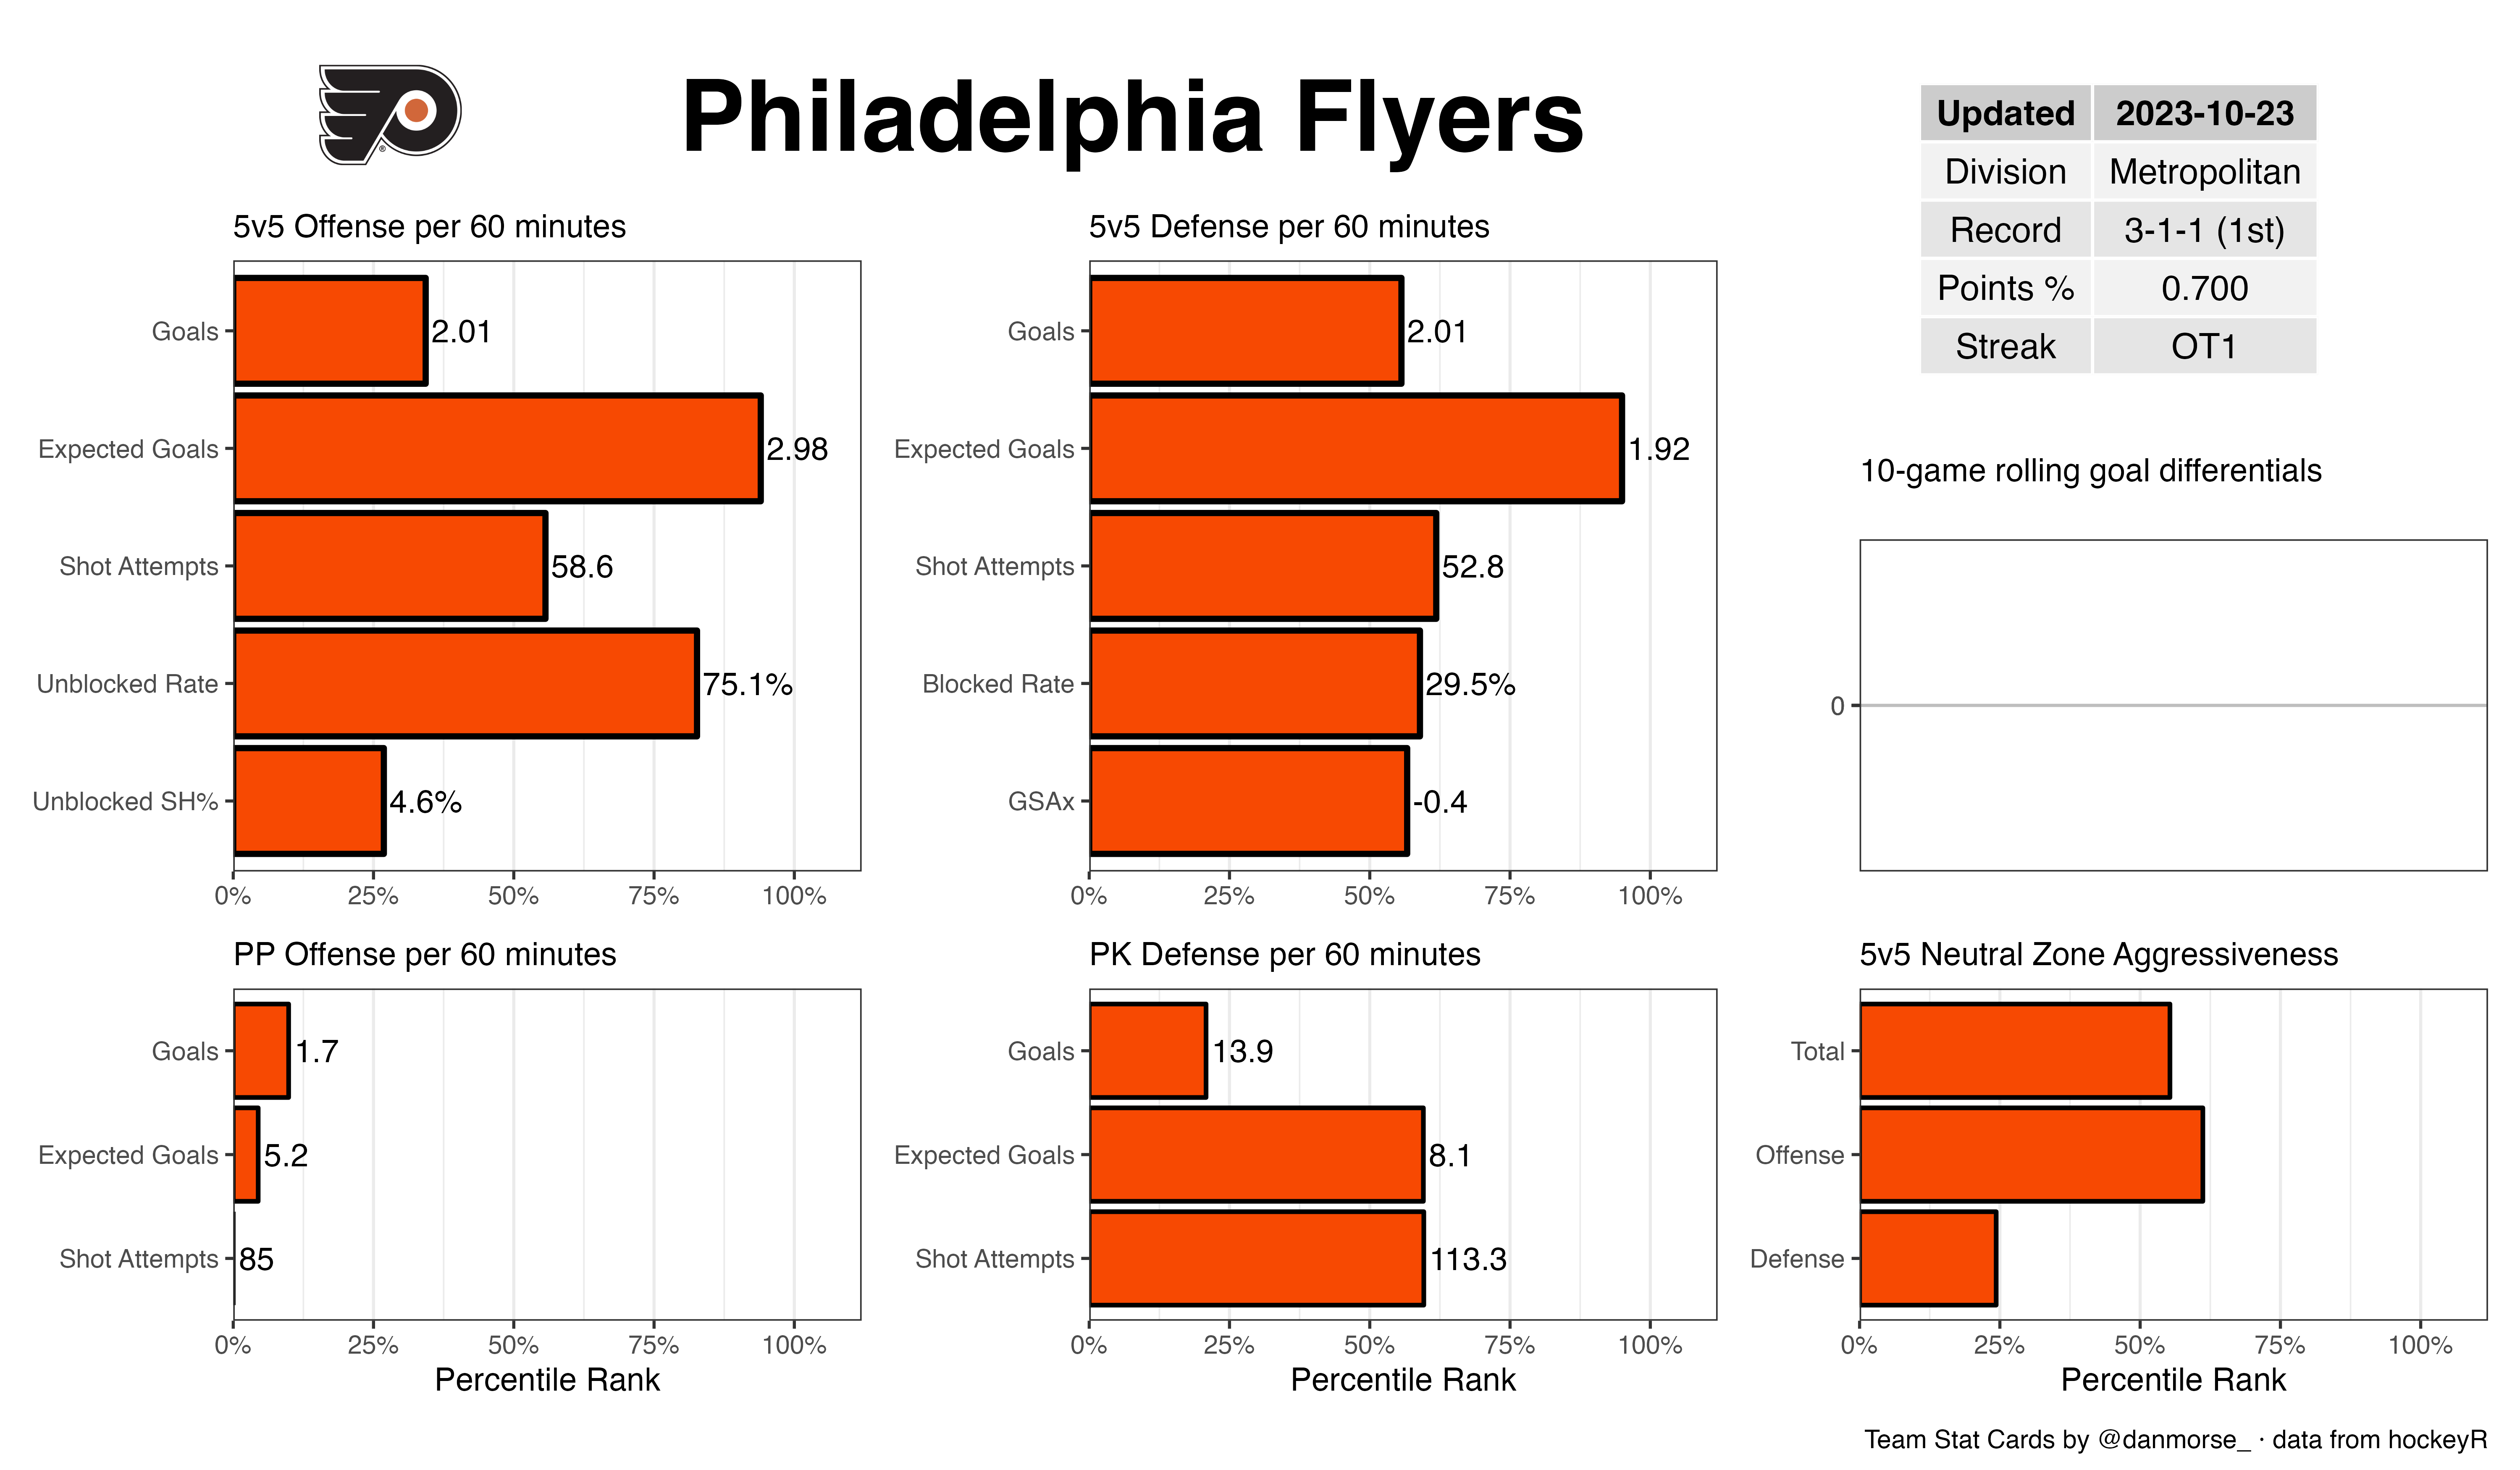 Philadelphia Flyers
Updated 2023-10-23
Division Metropolitan
Record 3-1-1 (1st)
Points % 0.700
Streak OT1
5v5 Offense per 60 minutes
Goals 2.01
Expected Goals 2.98
Shot Attempts 58.6
Unblocked Rate 75.1%
Unblocked SH% 4.6%
0% 25% 50% 75% 100%
5v5 Defense per 60 minutes
Goals 2.01
Expected Goals 1.92
Shot Attempts 52.8
Blocked Rate 29.5%
GSAx -0.4
0% 25% 50% 75% 100%
10-game rolling goal differentials
0
PP Offense per 60 minutes
Goals 1.7
Expected Goals 5.2
Shot Attempts 85
0% 25% 50% 75% 100%
Percentile Rank
PK Defense per 60 minutes
Goals 13.9
Expected Goals 8.1
Shot Attempts 113.3
0% 25% 50% 75% 100%
Percentile Rank
5v5 Neutral Zone Aggressiveness
Total
Offense
Defense
0% 25% 50% 75% 100%
Percentile Rank
Team Stat Cards by @danmorse_ · data from hockeyR